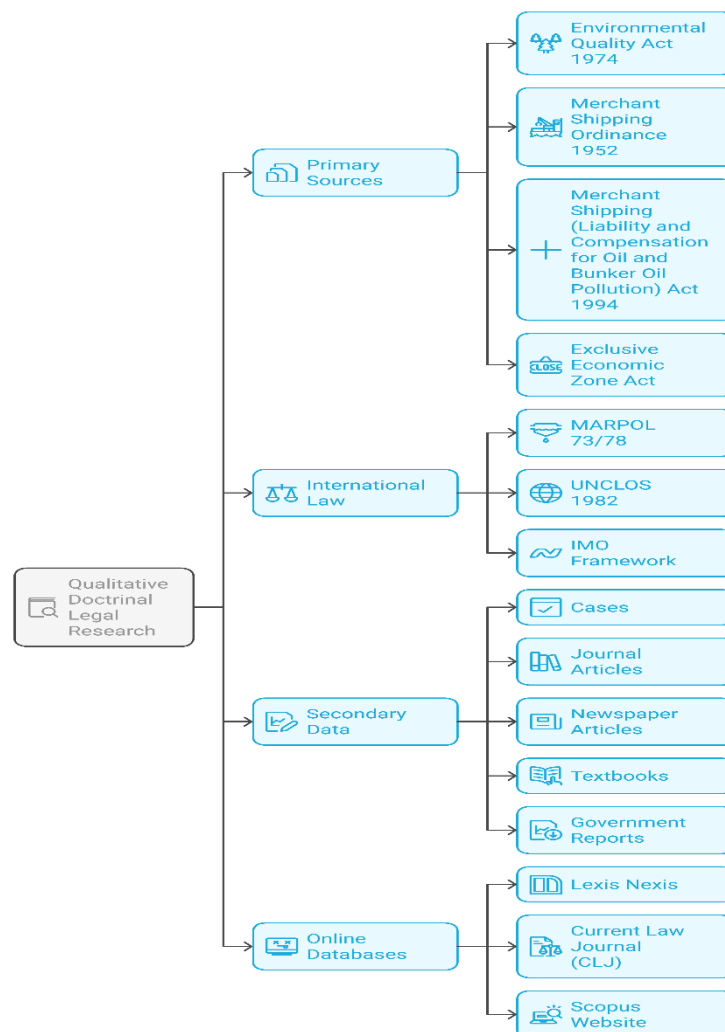 Qualitative
Doctrinal
Legal
Research
Primary
Sources
Environmental
Quality Act
1974
Merchant
Shipping
Ordinance
1952
Merchant
Shipping
(Liability and
Compensation
for Oil and
Bunker Oil
Pollution) Act
1994
CLOSE
Exclusive
Economic
Zone Act
International
Law
MARPOL
73/78
UNCLOS
1982
IMO
Framework
Secondary
Data
Cases
Journal
Articles
Newspaper
Articles
Textbooks
Government
Reports
Online
Databases
Lexis Nexis
Current Law
Journal
(CLJ)
Scopus
Website